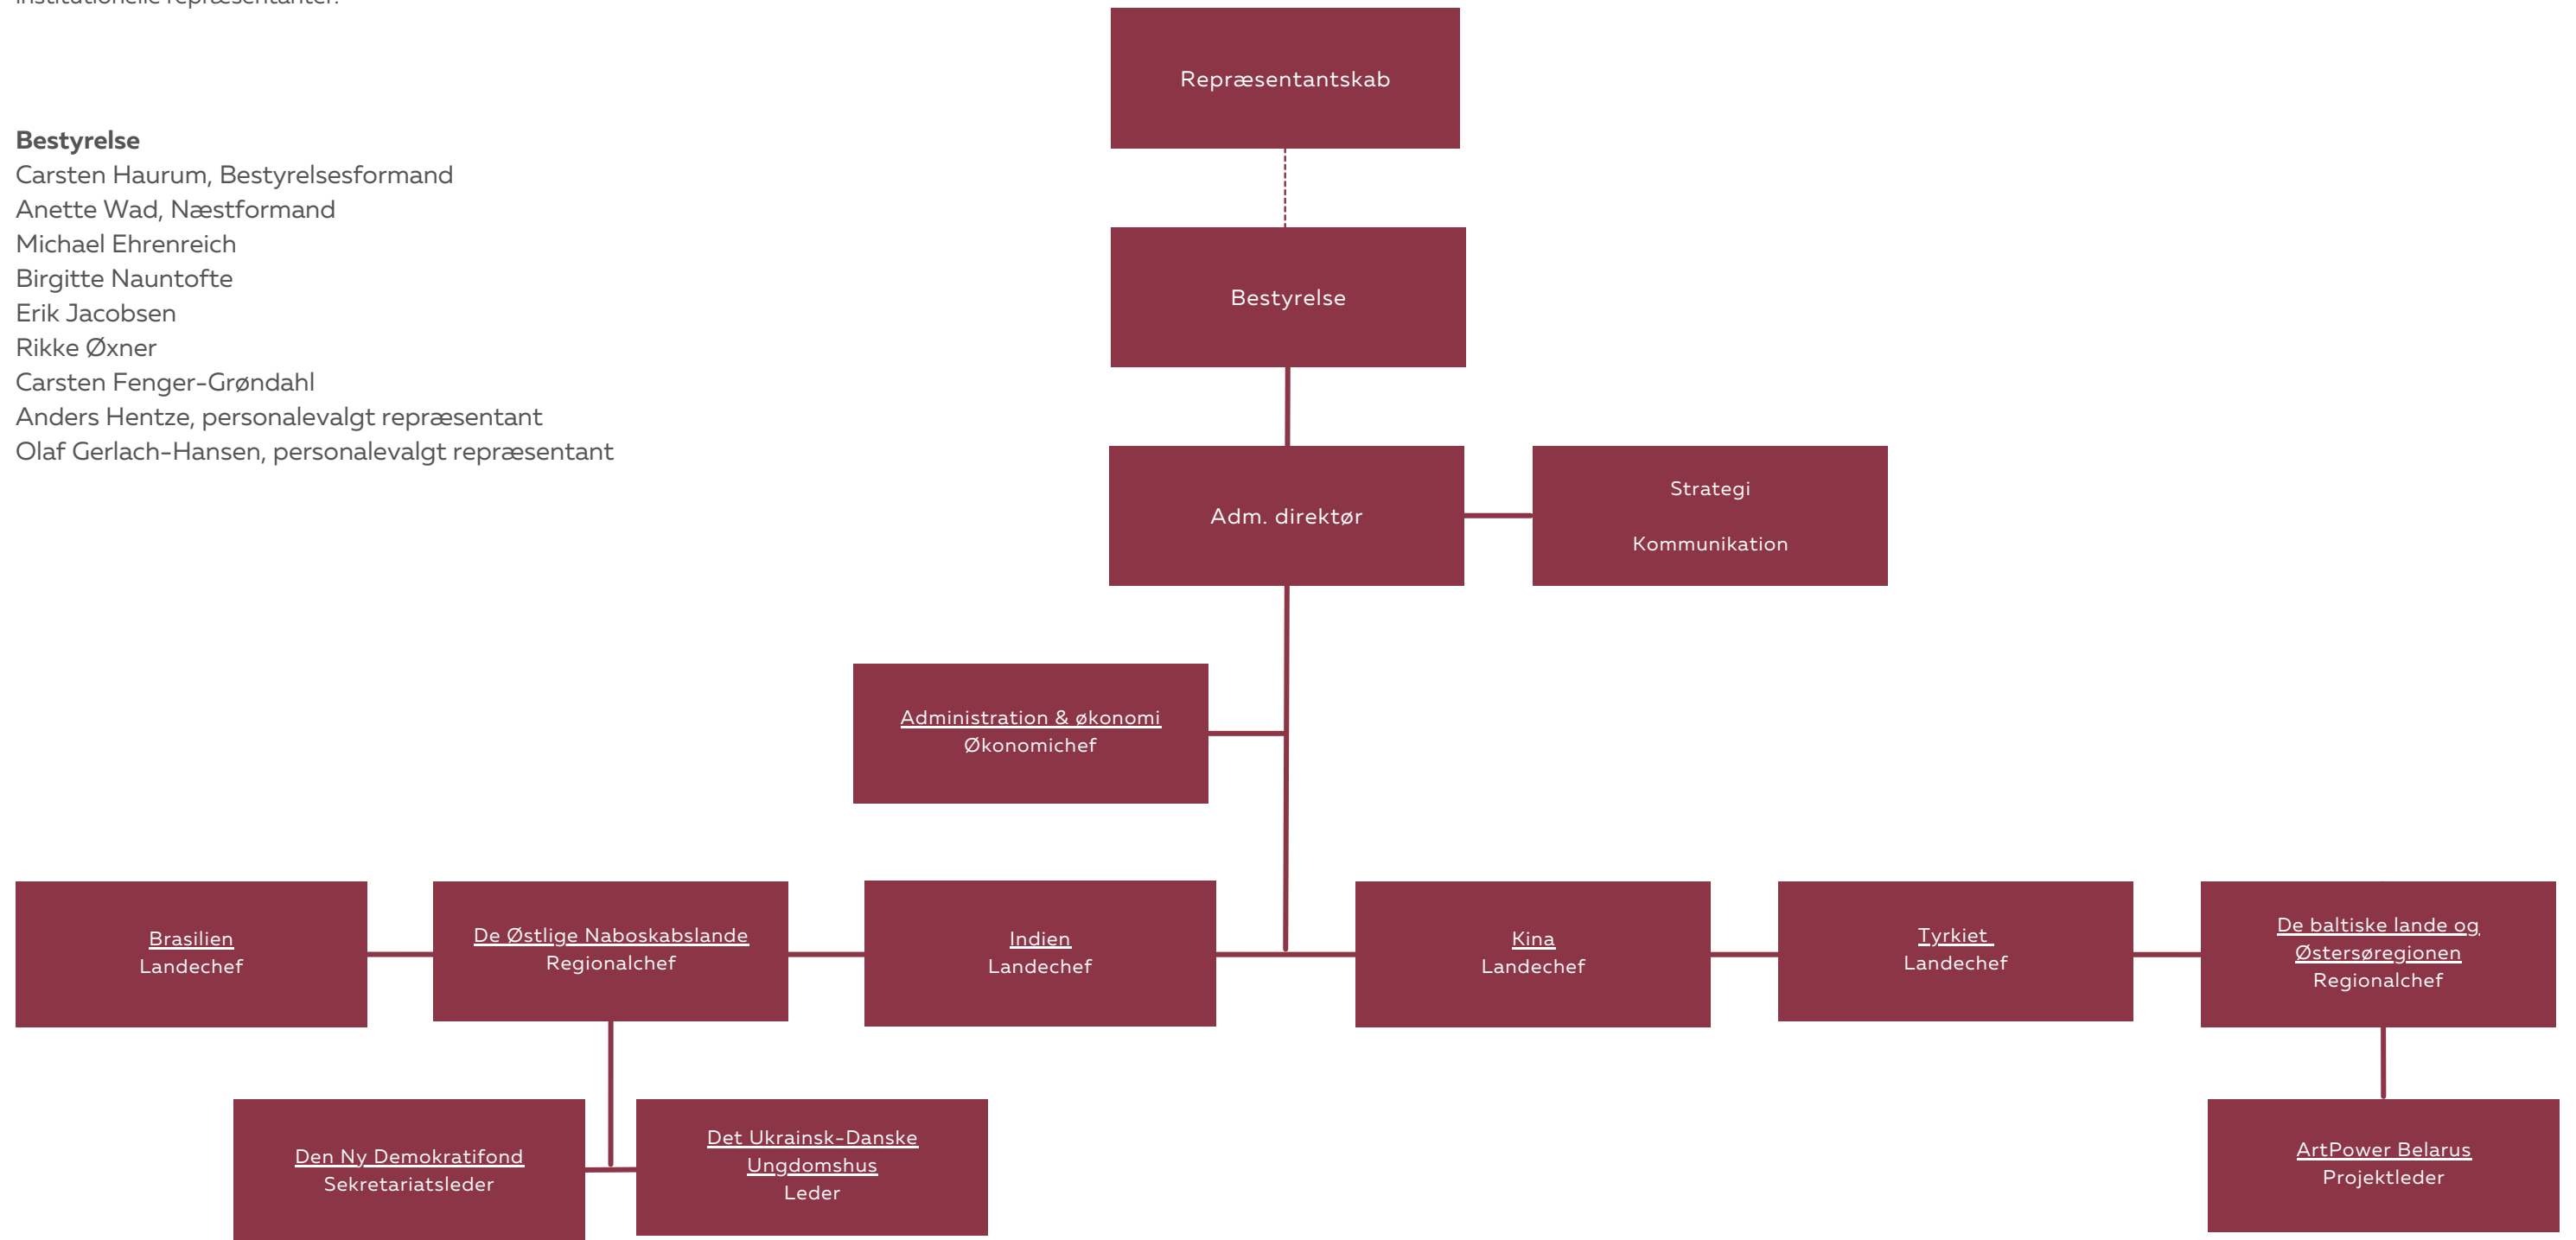 institutionelle repræsentanter.
Bestyrelse
Carsten Haurum, Bestyrelsesformand
Anette Wad, Næstformand
Michael Ehrenreich
Birgitte Nauntofte
Erik Jacobsen
Rikke Øxner
Carsten Fenger-Grøndahl
Anders Hentze, personalevalgt repræsentant
Olaf Gerlach-Hansen, personalevalgt repræsentant
Repræsentantskab
Bestyrelse
Adm. direktør
Strategi
Kommunikation
Administration & økonomi
Økonomichef
Brasilien
Landechef
De Østlige Naboskabslande
Regionalchef
Indien
Landechef
Kina
Landechef
Tyrkiet
Landechef
De baltiske lande og
Østersøregionen
Regionalchef
Den Ny Demokratifond
Sekretariatsleder
Det Ukrainsk-Danske
Ungdomshus
Leder
ArtPower Belarus
Projektleder